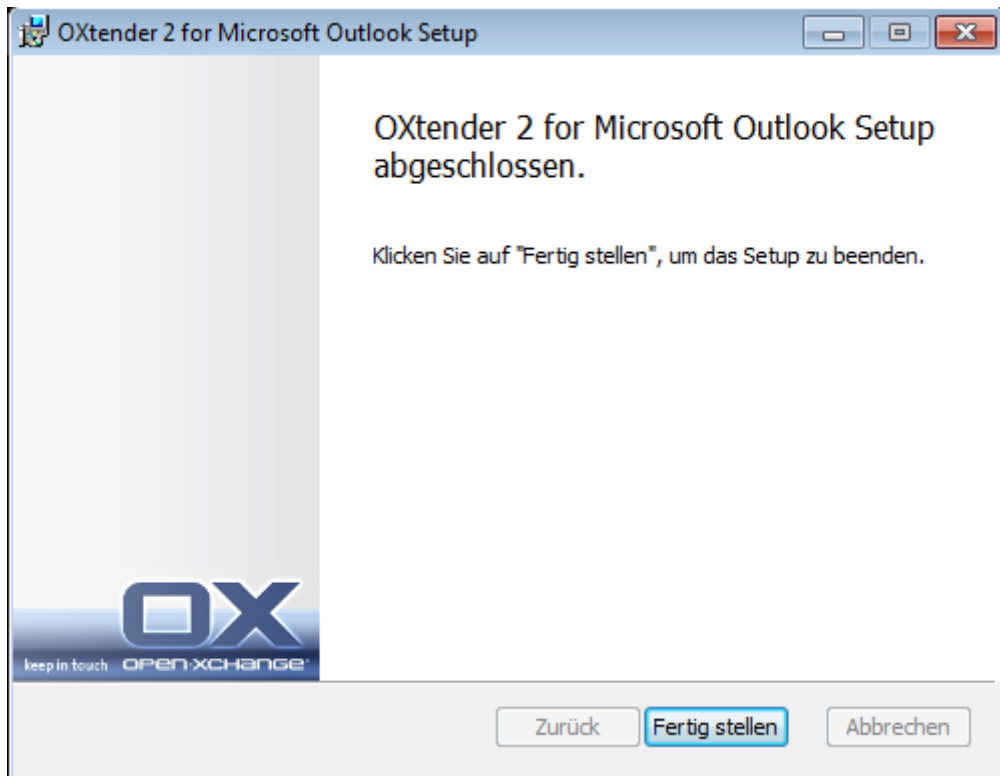 OXtender 2 for Microsoft Outlook Setup
OXtender 2 for Microsoft Outlook Setup
abgeschlossen.
Klicken Sie auf "Fertig stellen", um das Setup zu beenden.
OX
keep in touch OPEN-XCHANGE
Zurück Fertig stellen Abbrechen